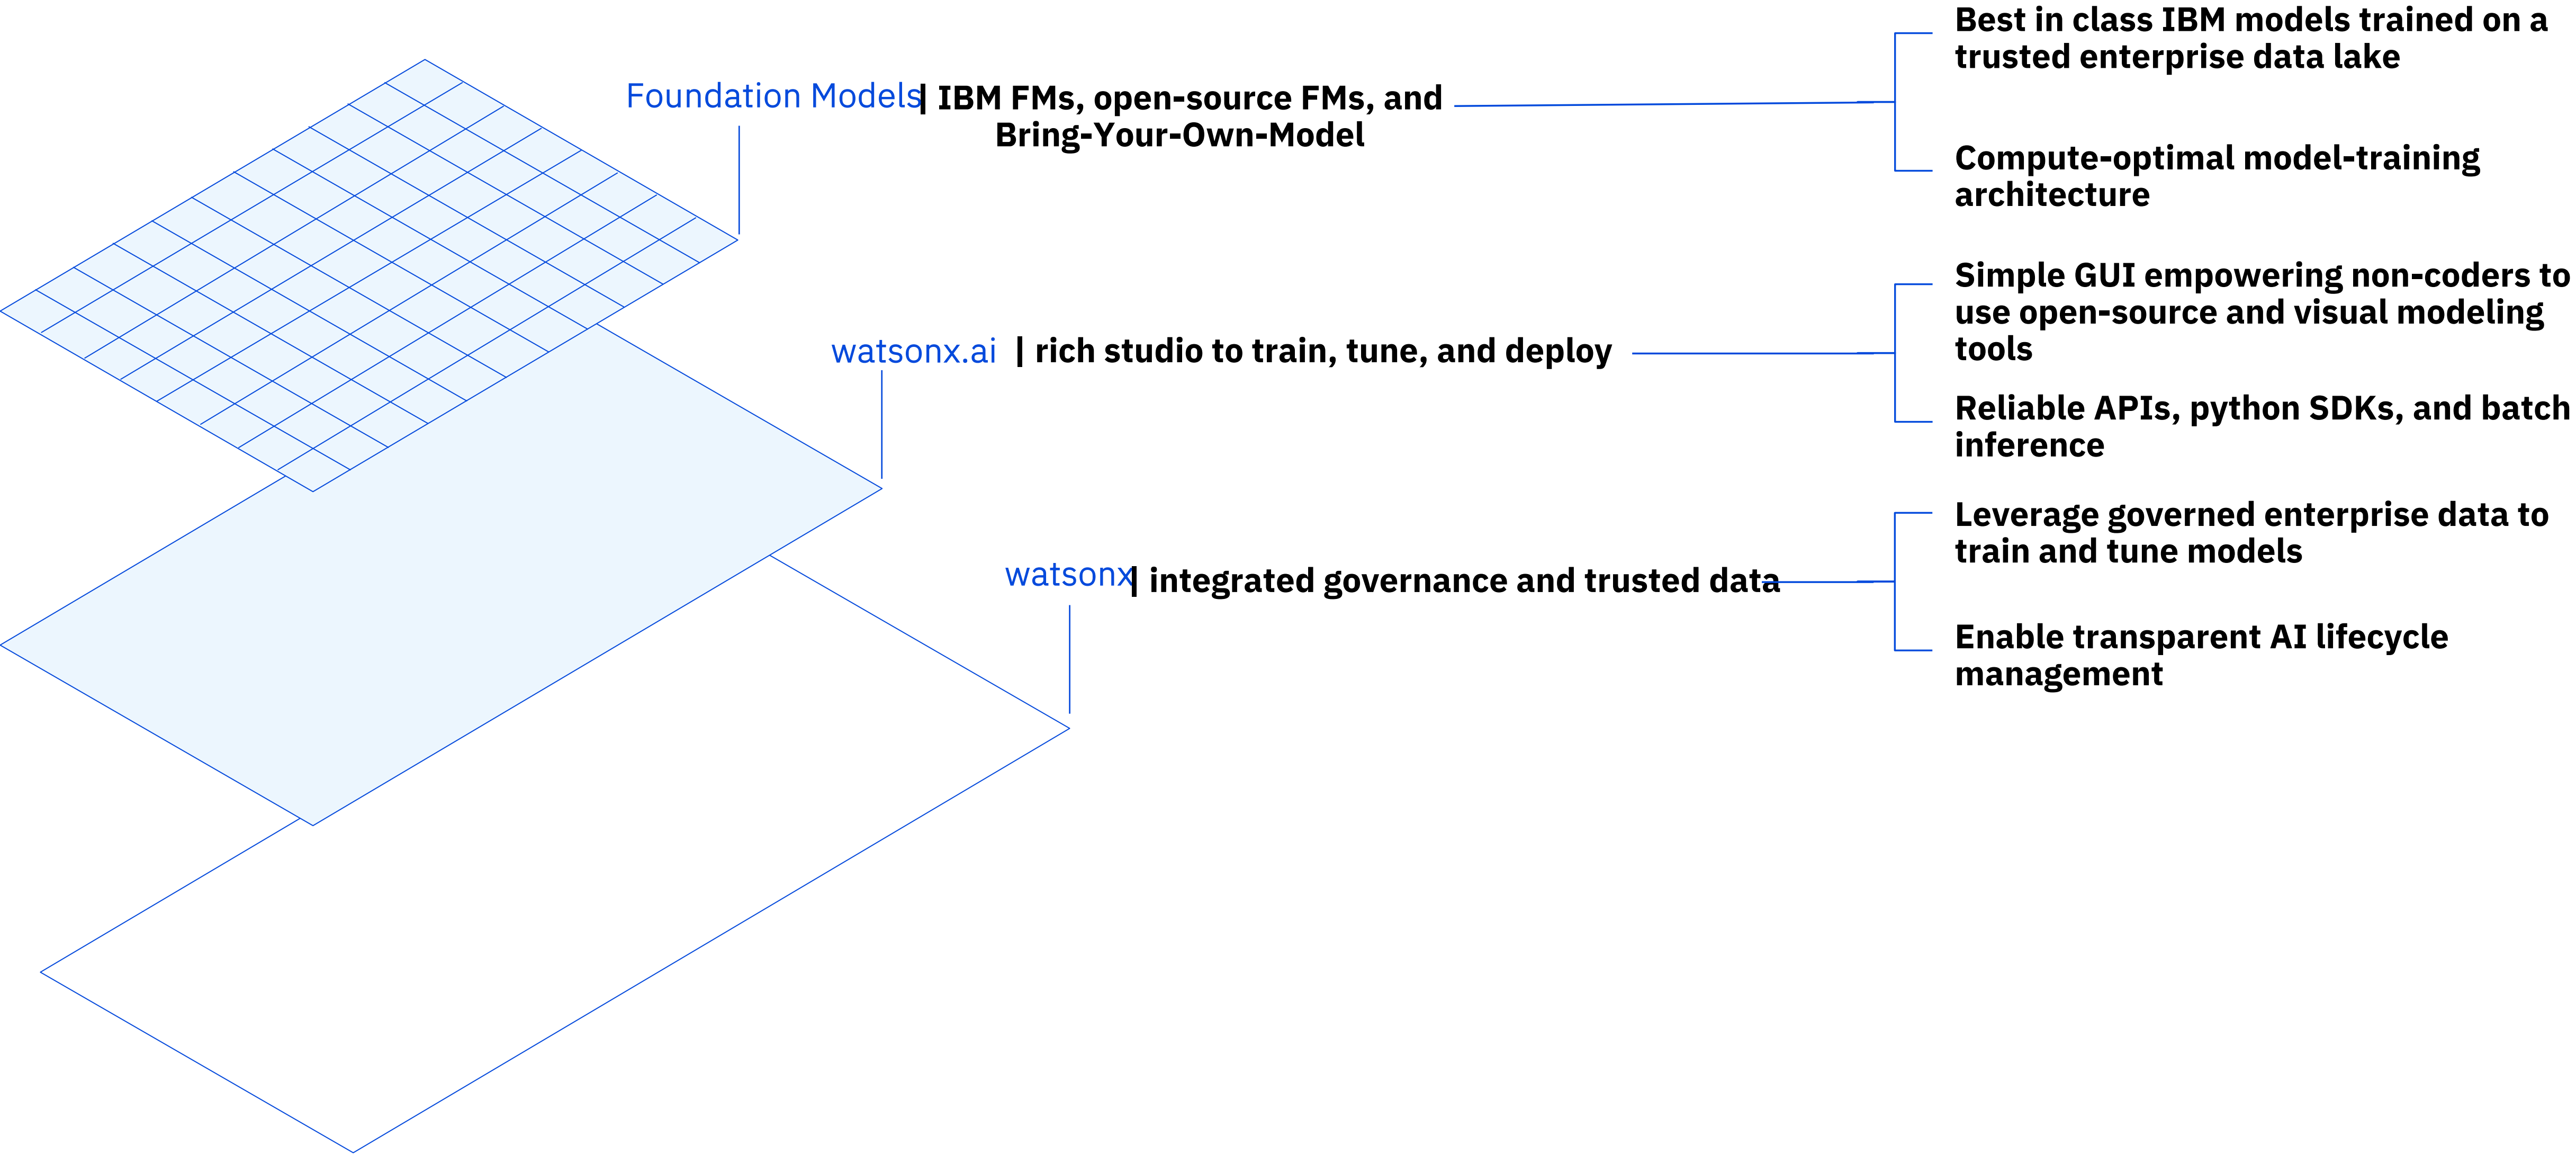 Foundation Models | IBM FMs, open-source FMs, and
Bring-Your-Own-Model
Best in class IBM models trained on a
trusted enterprise data lake
Compute-optimal model-training
architecture
watsonx.ai | rich studio to train, tune, and deploy
Simple GUI empowering non-coders to
use open-source and visual modeling
tools
Reliable APIs, python SDKs, and batch
inference
watsonx | integrated governance and trusted data
Leverage governed enterprise data to
train and tune models
Enable transparent AI lifecycle
management